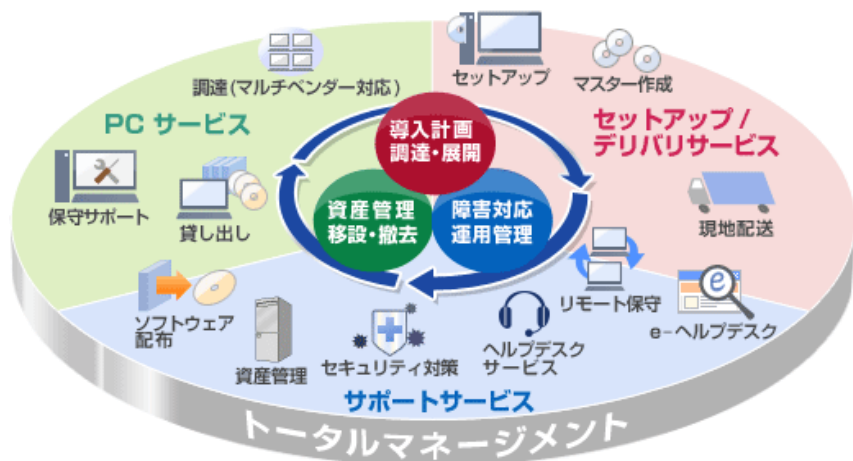 調達(マルチベンダー対応)
セットアップ
マスター作成
PC サービス
セットアップ /
デリバリサービス
導入計画
調達・展開
資産管理
移設・撤去
障害対応
運用管理
保守サポート
貸し出し
現地配送
ソフトウェア
配布
資産管理
セキュリティ対策
ヘルプデスク
サービス
リモート保守
e
e-ヘルプデスク
サポートサービス
トータルマネージメント